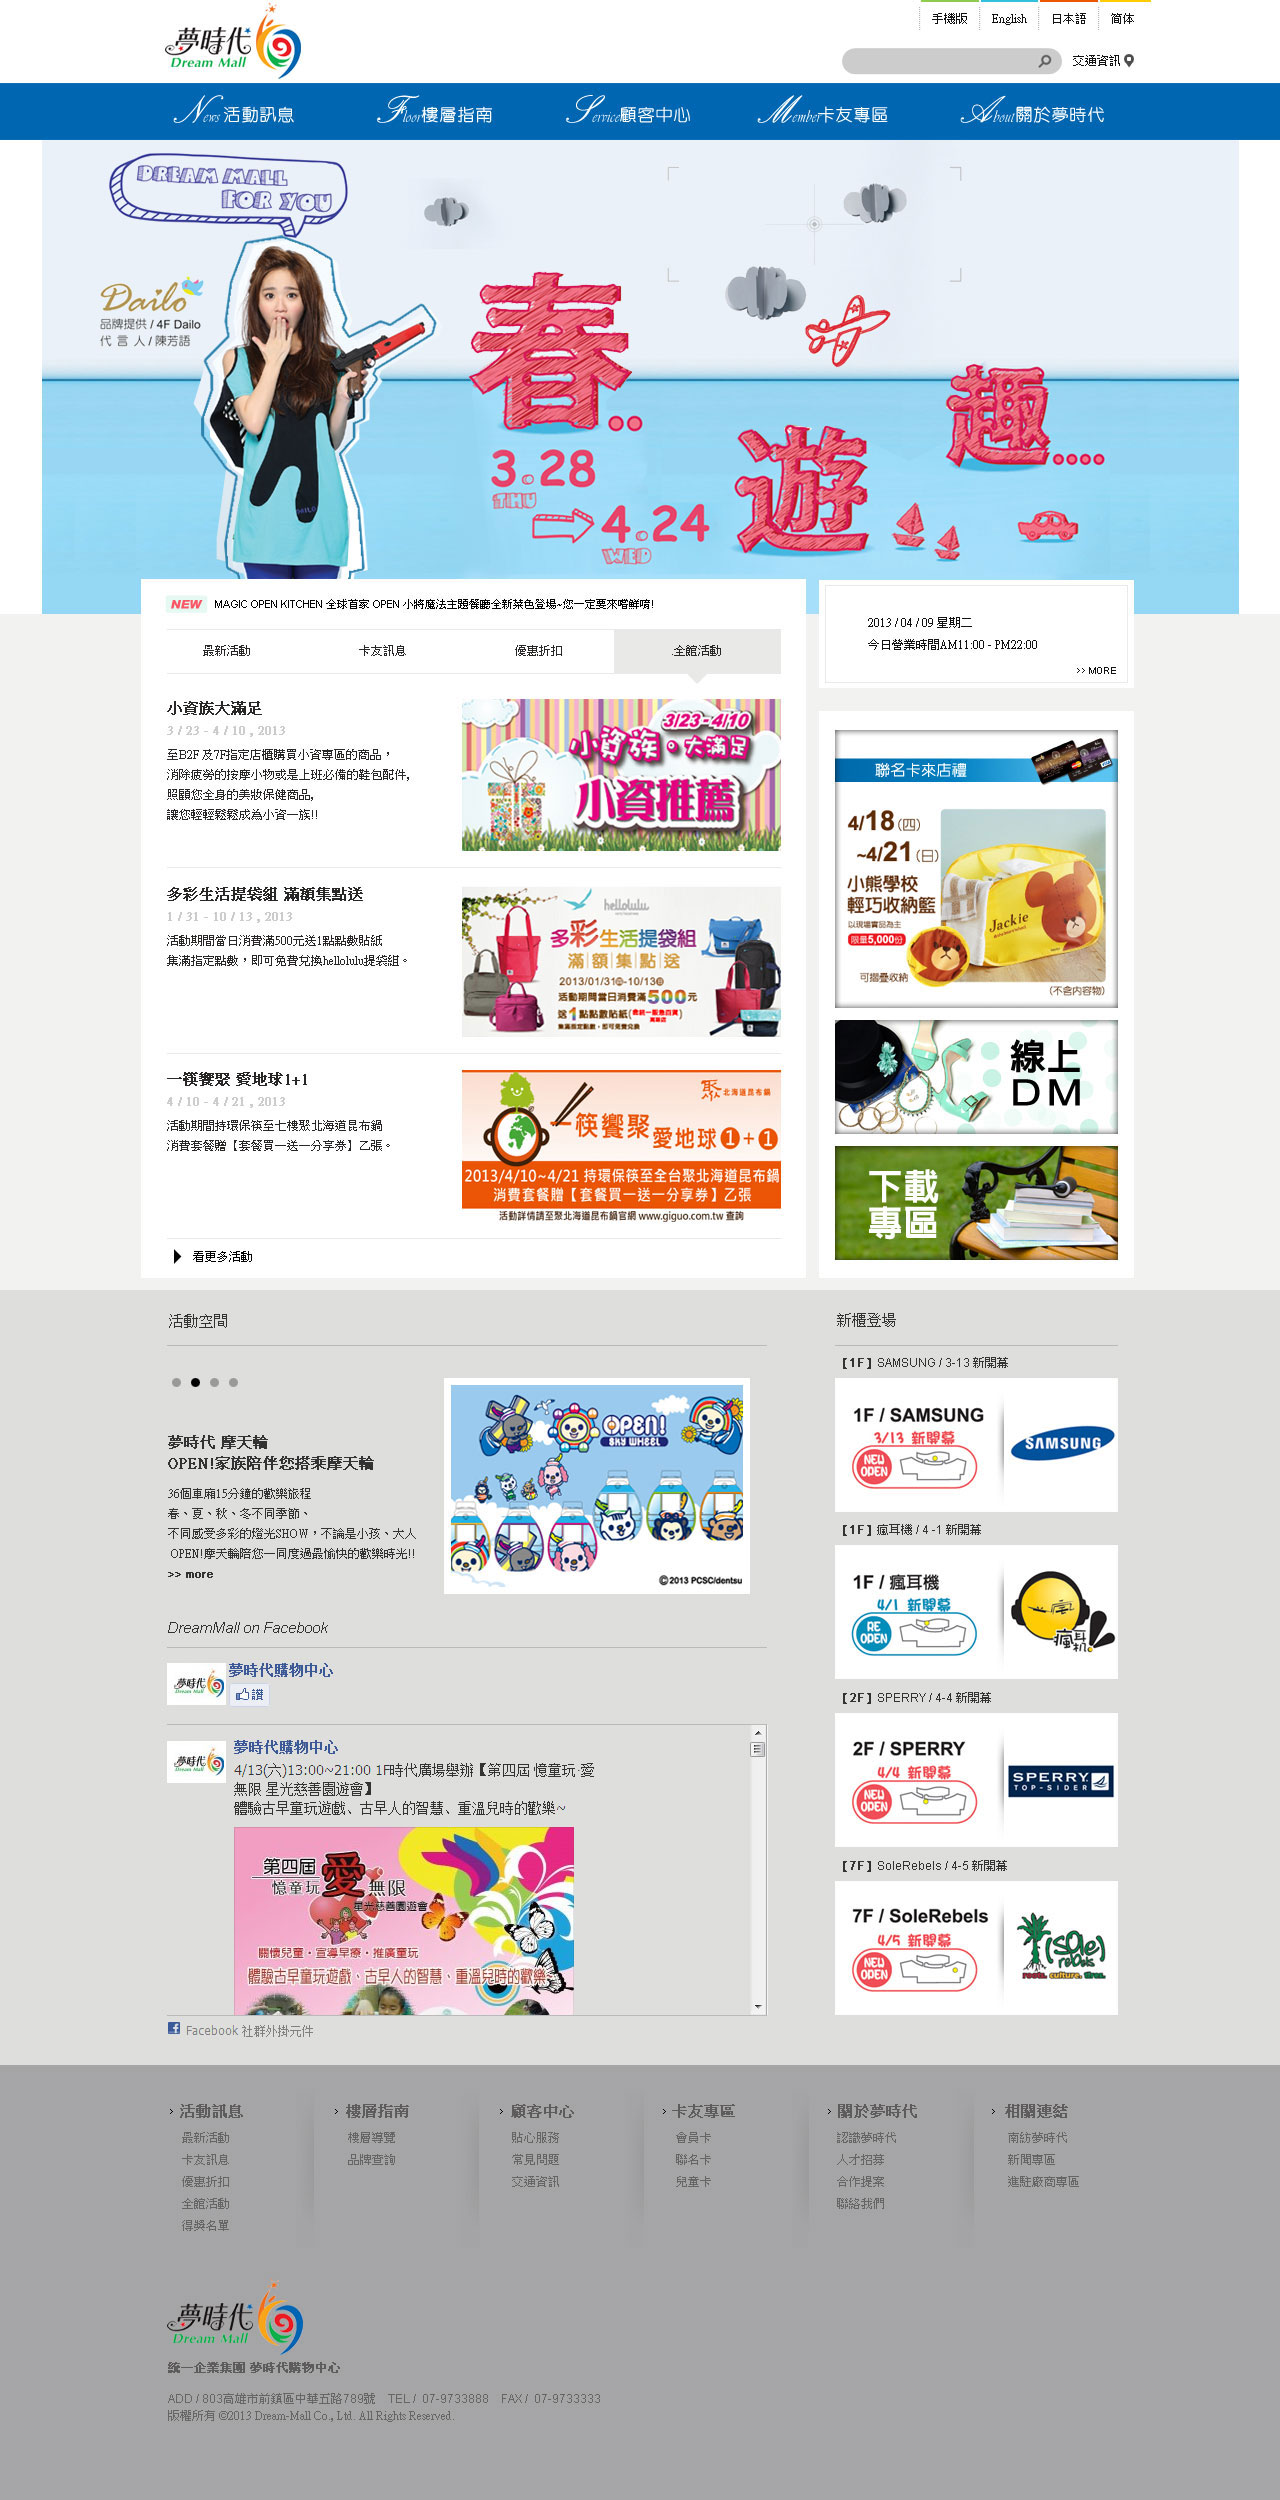 夢時代
Dream Mall
手機版
English
日本語
简体
交通資訊
News 活動訊息
Floor 樓層指南
Service 顧客中心
Member 卡友專區
About 關於夢時代
DREAM MALL
FOR YOU
Dailo
品牌提供 / 4F Dailo
代 言 人 / 陳芳語
春..
遊
趣....
3.28
THU
4.24
WED
DAILO
NEW MAGIC OPEN KITCHEN 全球首家 OPEN 小將魔法主題餐廳全新菜色登場~您一定要來嚐鮮唷!
2013 / 04 / 09 星期二
今日營業時間AM11:00 - PM22:00
>> MORE
最新活動
卡友訊息
優惠折扣
全館活動
小資族大滿足
3 / 23 - 4 / 10 , 2013
至B2F 及7F指定店櫃購買小資專區的商品，
消除疲勞的按摩小物或是上班必備的鞋包配件,
照顧您全身的美妝保健商品,
讓您輕輕鬆鬆成為小資一族!!
3/23-4/10
小資族。大滿足
小資推薦
多彩生活提袋組 滿額集點送
1 / 31 - 10 / 13 , 2013
活動期間當日消費滿500元送1點點數貼紙
集滿指定點數，即可免費兌換hellolulu提袋組。
hellolulu
多彩生活提袋組
滿額集點送
2013/01/31(四)-10/13(日)
活動期間當日消費滿500元
送1點點數貼紙
集滿指定點數，即可免費兌換
一筷饗聚 愛地球1+1
4 / 10 - 4 / 21 , 2013
活動期間持環保筷至七樓聚北海道昆布鍋
消費套餐贈【套餐買一送一分享券】乙張。
聚 北海道昆布鍋
一筷饗聚 愛地球1+1
2013/4/10~4/21 持環保筷至全台聚北海道昆布鍋
消費套餐贈【套餐買一送一分享券】乙張
活動詳情請至聚北海道昆布鍋官網 www.giguo.com.tw 查詢
看更多活動
聯名卡來店禮
4/18(四)
~4/21(日)
小熊學校
輕巧收納籃
以現場實品為主
限量5,000份
可摺疊收納
Jackie
(不含內容物)
線上
DM
下載
專區
活動空間
夢時代 摩天輪
OPEN!家族陪伴您搭乘摩天輪
36個車廂15分鐘的歡樂旅程
春、夏、秋、冬不同季節、
不同感受多彩的燈光SHOW，不論是小孩、大人
OPEN!摩天輪陪您一同度過最愉快的歡樂時光!!
>> more
OPEN!
SKY WHEEL
©2013 PCSC/dentsu
DreamMall on Facebook
夢時代
Dream Mall
夢時代購物中心
讚
夢時代
Dream Mall
夢時代購物中心
4/13(六)13:00~21:00 1F時代廣場舉辦【第四屆 憶童玩·愛
無限 星光慈善園遊會】
體驗古早童玩遊戲、古早人的智慧、重溫兒時的歡樂~
第四屆
憶童玩愛無限
星光慈善園遊會
關懷兒童・宣導早療・推廣童玩
體驗古早童玩遊戲、古早人的智慧、重溫兒時的歡樂
Facebook 社群外掛元件
新櫃登場
[1F] SAMSUNG / 3-13 新開幕
1F / SAMSUNG
3/13 新開幕
NEW OPEN
SAMSUNG
[1F] 瘋耳機 / 4 -1 新開幕
1F / 瘋耳機
4/1 新開幕
RE OPEN
瘋耳机
[2F] SPERRY / 4-4 新開幕
2F / SPERRY
4/4 新開幕
NEW OPEN
SPERRY
TOP-SIDER
[7F] SoleRebels / 4-5 新開幕
7F / SoleRebels
4/5 新開幕
NEW OPEN
(sole)
rebels
roots. culture. tires.
活動訊息
最新活動
卡友訊息
優惠折扣
全館活動
得獎名單
樓層指南
樓層導覽
品牌查詢
顧客中心
貼心服務
常見問題
交通資訊
卡友專區
會員卡
聯名卡
兒童卡
關於夢時代
認識夢時代
人才招募
合作提案
聯絡我們
相關連結
南紡夢時代
新聞專區
進駐廠商專區
夢時代
Dream Mall
統一企業集團 夢時代購物中心
ADD / 803高雄市前鎮區中華五路789號 TEL / 07-9733888 FAX / 07-9733333
版權所有 ©2013 Dream-Mall Co., Ltd. All Rights Reserved.